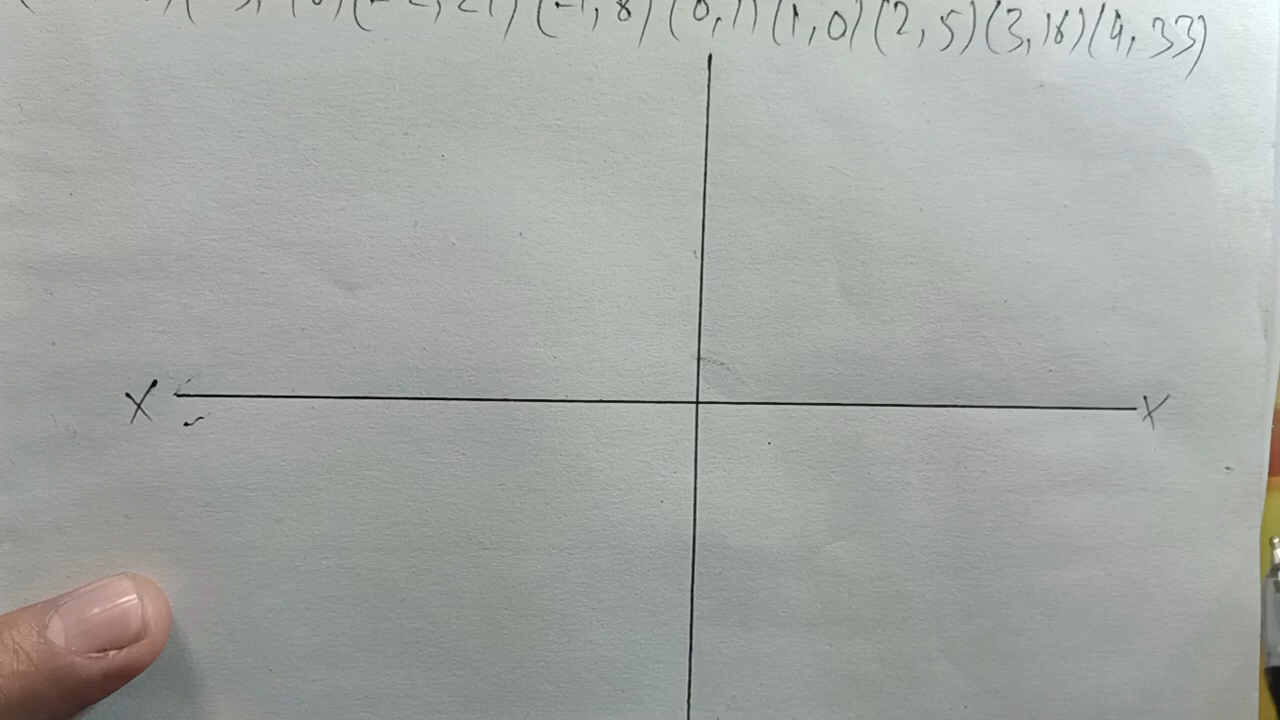 (-2, 21) (-1, 8) (0, 1) (1, 0) (2, 5) (3, 16) (4, 33)
X X